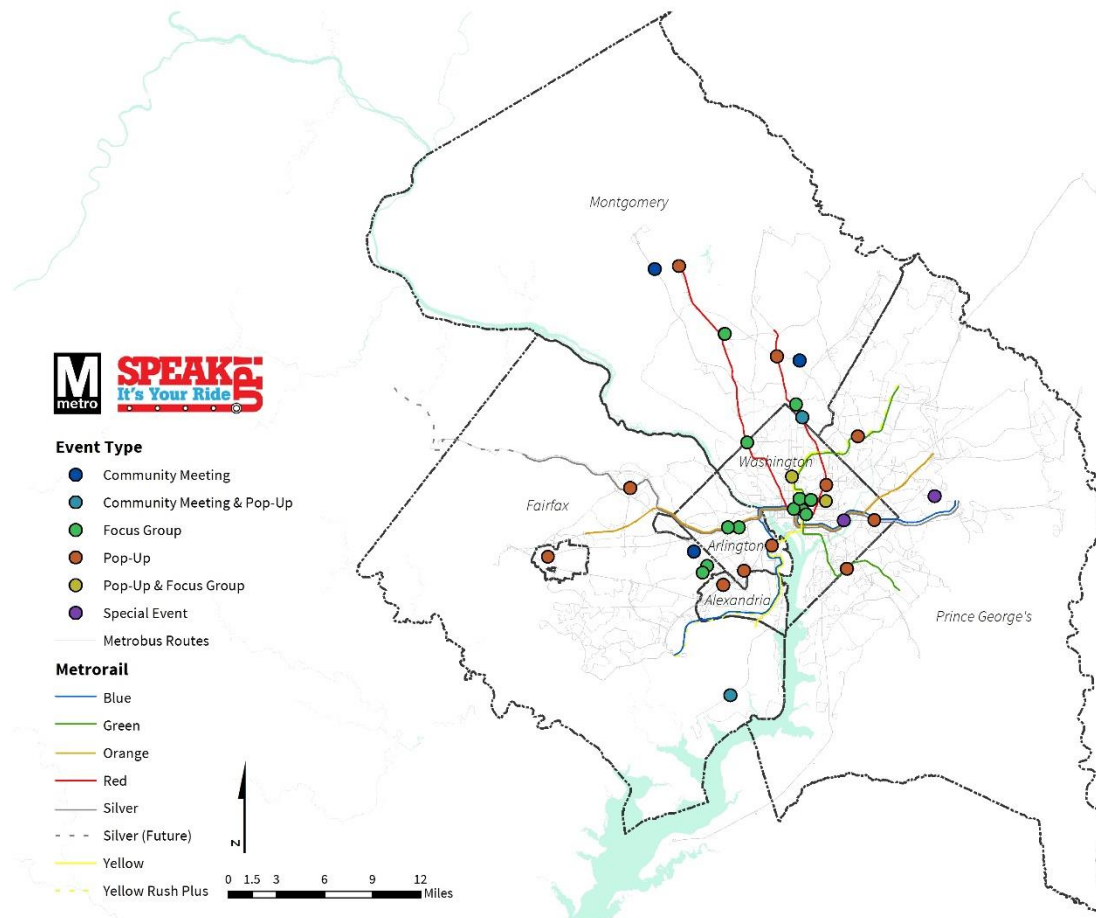 Montgomery
M
metro
SPEAK
UP!
It's Your Ride
Event Type
Community Meeting
Community Meeting & Pop-Up
Focus Group
Pop-Up
Pop-Up & Focus Group
Special Event
Metrobus Routes
Metrorail
Blue
Green
Orange
Red
Silver
Silver (Future)
Yellow
Yellow Rush Plus
Washington
Fairfax
Arlington
Alexandria
Prince George's
N
0 1.5 3 6 9 12
Miles